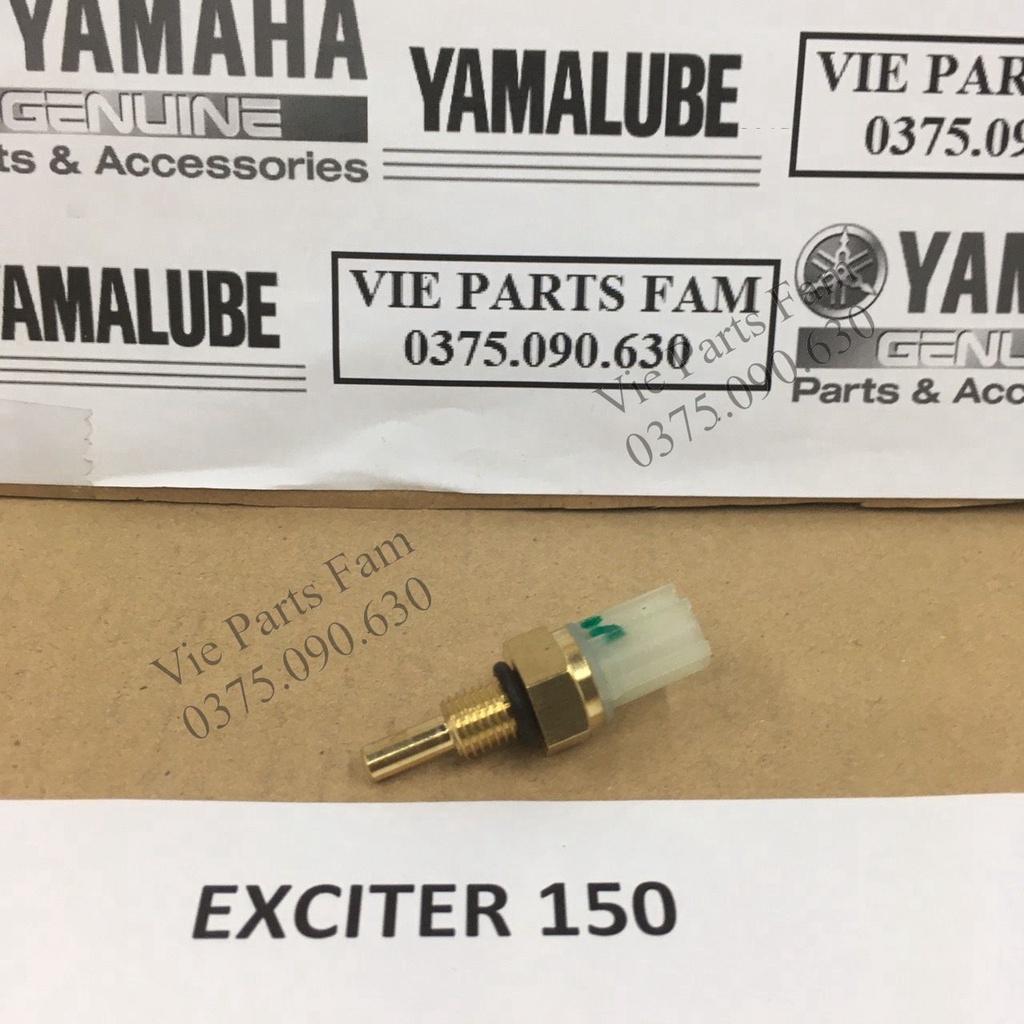 YAMAHA
GENUINE
ts & Accessories
YAMALUBE
VIE PAR
0375.09
YAMALUBE
VIE PARTS FAM
0375.090.630
YAM
GENU
Parts & Acc
Vie Parts Fam
0375.090.630
Vie Parts Fam
0375.090.630
EXCITER 150